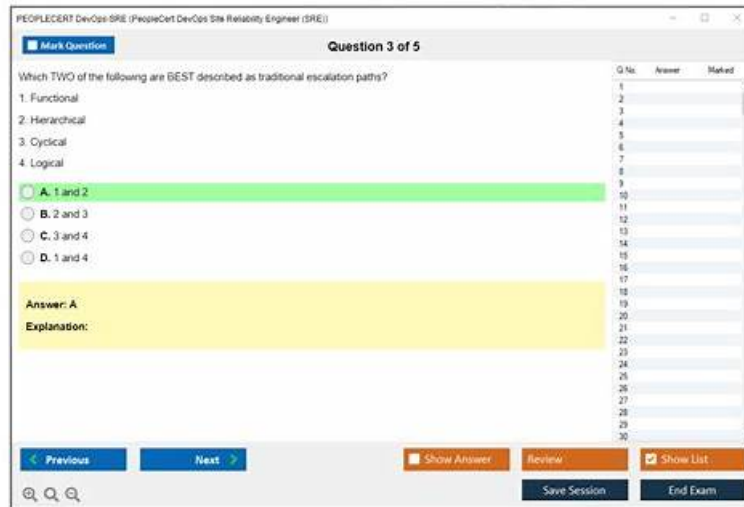 PEOPLECERT DevOps-SRE (PeopleCert DevOps Site Reliability Engineer (SRE))
Mark Question
Question 3 of 5
Which TWO of the following are BEST described as traditional escalation paths?
1. Functional
2. Hierarchical
3. Cyclical
4. Logical
A. 1 and 2
B. 2 and 3
C. 3 and 4
D. 1 and 4
Answer: A
Explanation:
Q.No. Answer Marked
1
2
3
4
5
6
7
8
9
10
11
12
13
14
15
16
17
18
19
20
21
22
23
24
25
26
27
28
29
30
Previous Next Show Answer Review Show List
Save Session End Exam